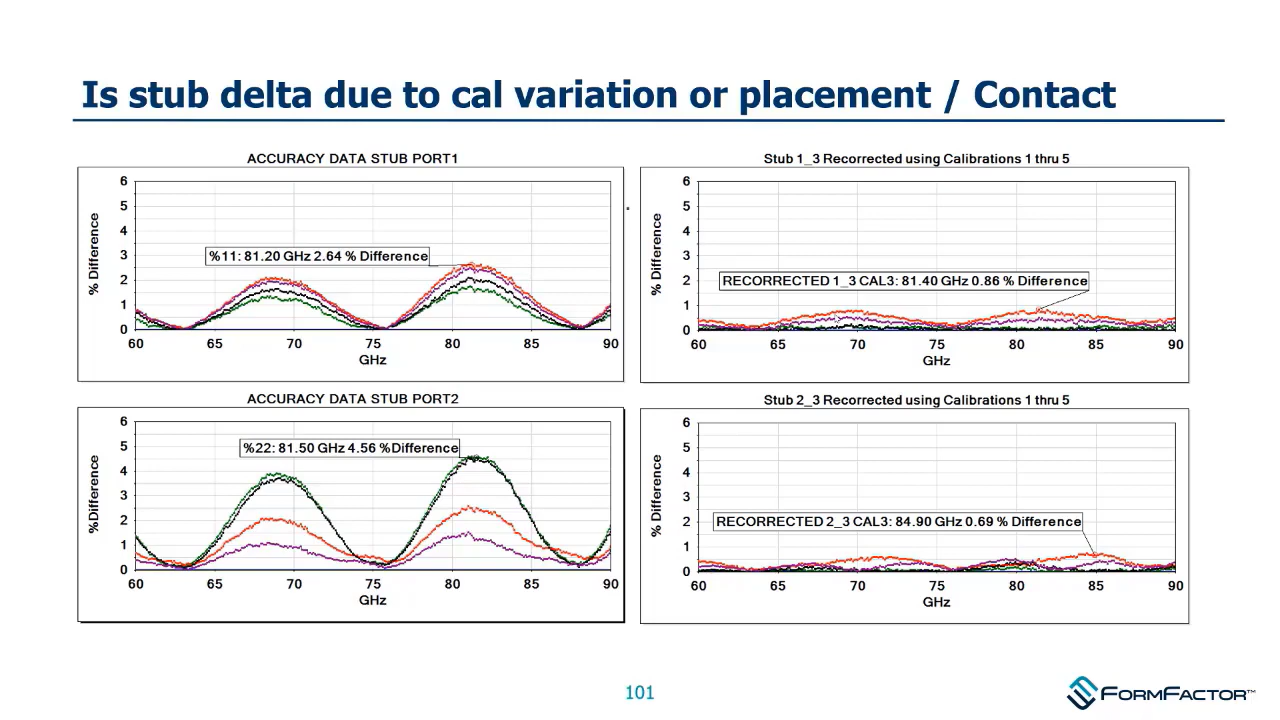 Is stub delta due to cal variation or placement / Contact
ACCURACY DATA STUB PORT1
% Difference
6
5
4
3
2
1
0
%11: 81.20 GHz 2.64 % Difference
60 65 70 75 80 85 90
GHz
Stub 1_3 Recorrected using Calibrations 1 thru 5
% Difference
6
5
4
3
2
1
0
RECORRECTED 1_3 CAL3: 81.40 GHz 0.86 % Difference
60 65 70 75 80 85 90
GHz
ACCURACY DATA STUB PORT2
%Difference
6
5
4
3
2
1
0
%22: 81.50 GHz 4.56 %Difference
60 65 70 75 80 85 90
GHz
Stub 2_3 Recorrected using Calibrations 1 thru 5
% Difference
6
5
4
3
2
1
0
RECORRECTED 2_3 CAL3: 84.90 GHz 0.69 % Difference
60 65 70 75 80 85 90
GHz
101
FORMFACTOR™